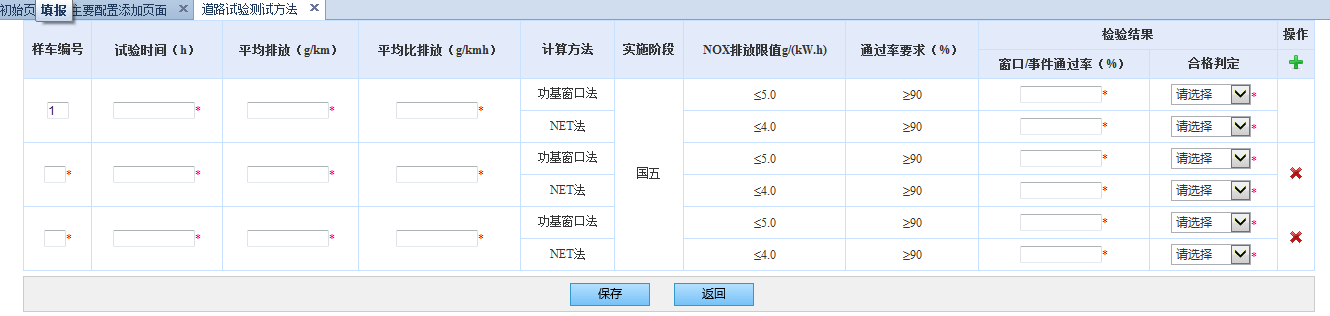 初始页 填报 主要配置添加页面 道路试验测试方法
样车编号 试验时间（h） 平均排放（g/km） 平均比排放（g/kmh） 计算方法 实施阶段 NOX排放限值g/(kW.h) 通过率要求（%） 检验结果 操作
窗口/事件通过率（%） 合格判定
1 * * * 功基窗口法 国五 ≤5.0 ≥90 * 请选择 *
NET法 ≤4.0 ≥90 * 请选择 *
* * * * 功基窗口法 ≤5.0 ≥90 * 请选择 *
NET法 ≤4.0 ≥90 * 请选择 *
* * * * 功基窗口法 ≤5.0 ≥90 * 请选择 *
NET法 ≤4.0 ≥90 * 请选择 *
保存 返回